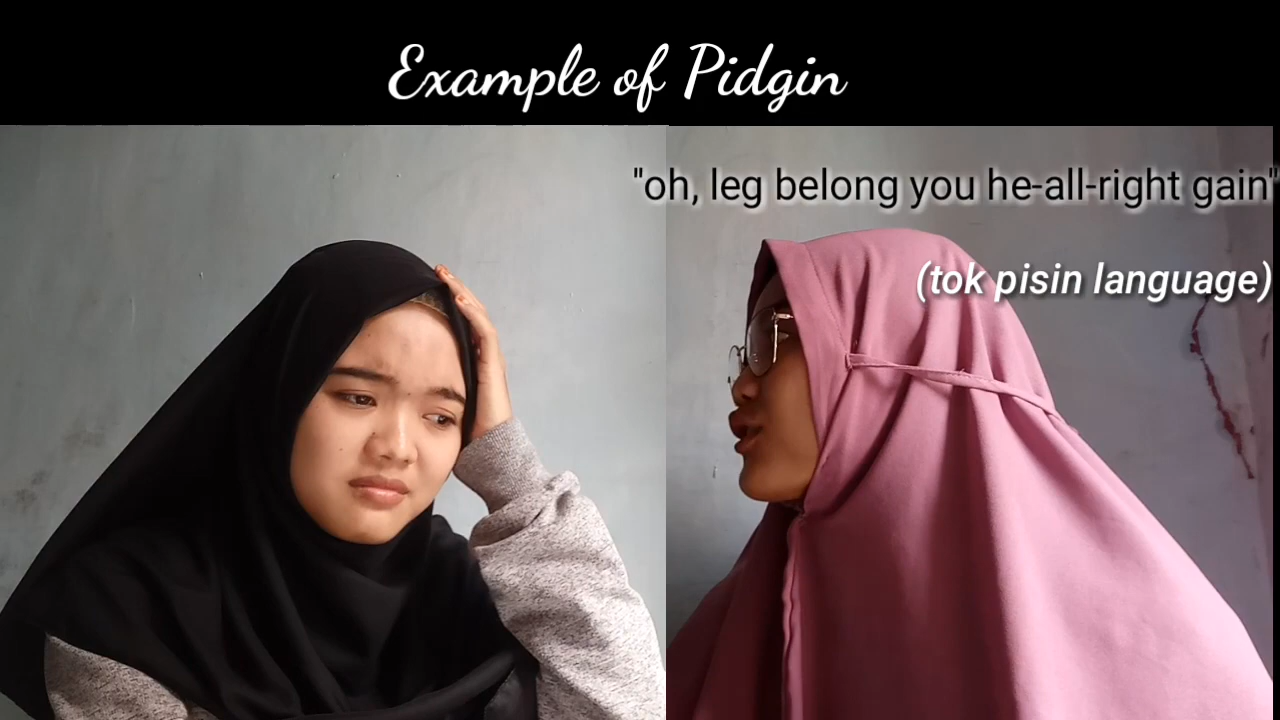 Example of Pidgin
"oh, leg belong you he-all-right gain"
(tok pisin language)